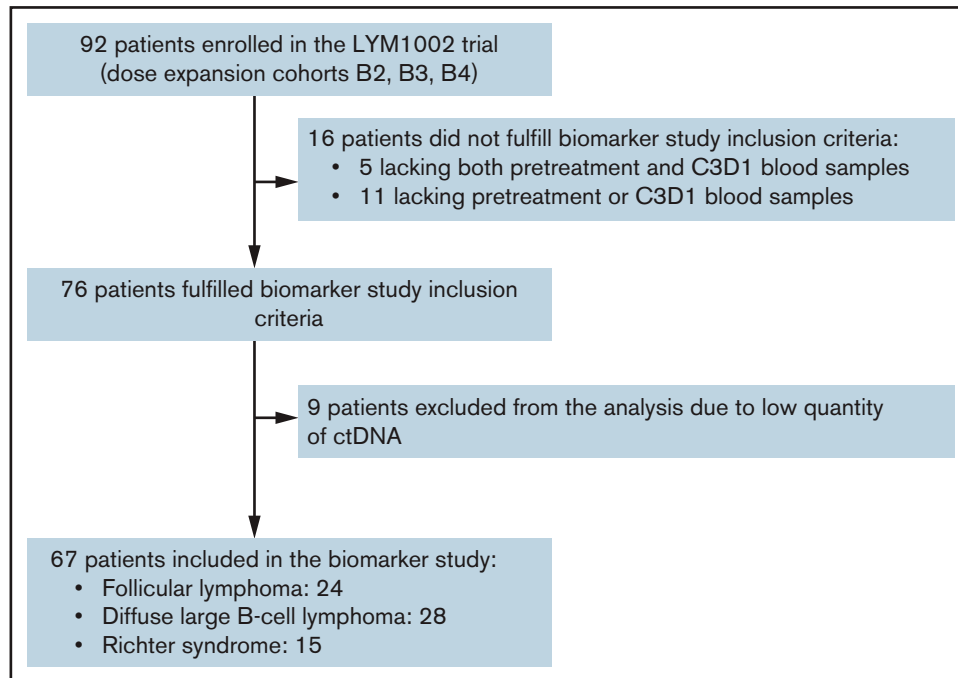 92 patients enrolled in the LYM1002 trial
(dose expansion cohorts B2, B3, B4)
16 patients did not fulfill biomarker study inclusion criteria:
• 5 lacking both pretreatment and C3D1 blood samples
• 11 lacking pretreatment or C3D1 blood samples
76 patients fulfilled biomarker study inclusion
criteria
9 patients excluded from the analysis due to low quantity
of ctDNA
67 patients included in the biomarker study:
• Follicular lymphoma: 24
• Diffuse large B-cell lymphoma: 28
• Richter syndrome: 15